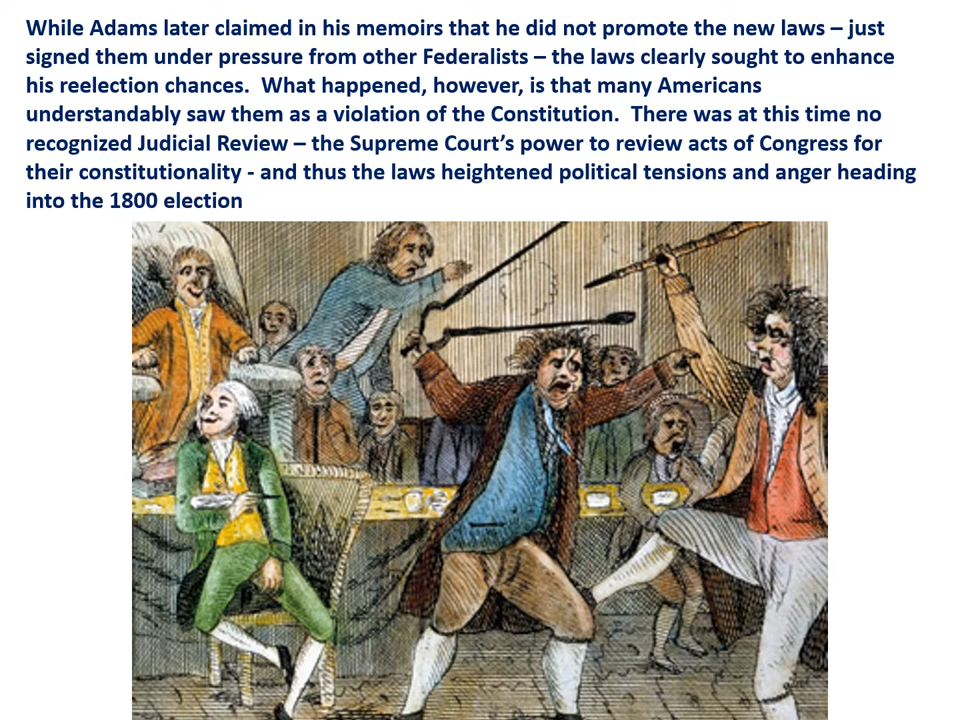 While Adams later claimed in his memoirs that he did not promote the new laws – just
signed them under pressure from other Federalists – the laws clearly sought to enhance
his reelection chances.  What happened, however, is that many Americans
understandably saw them as a violation of the Constitution.  There was at this time no
recognized Judicial Review – the Supreme Court’s power to review acts of Congress for
their constitutionality - and thus the laws heightened political tensions and anger heading
into the 1800 election